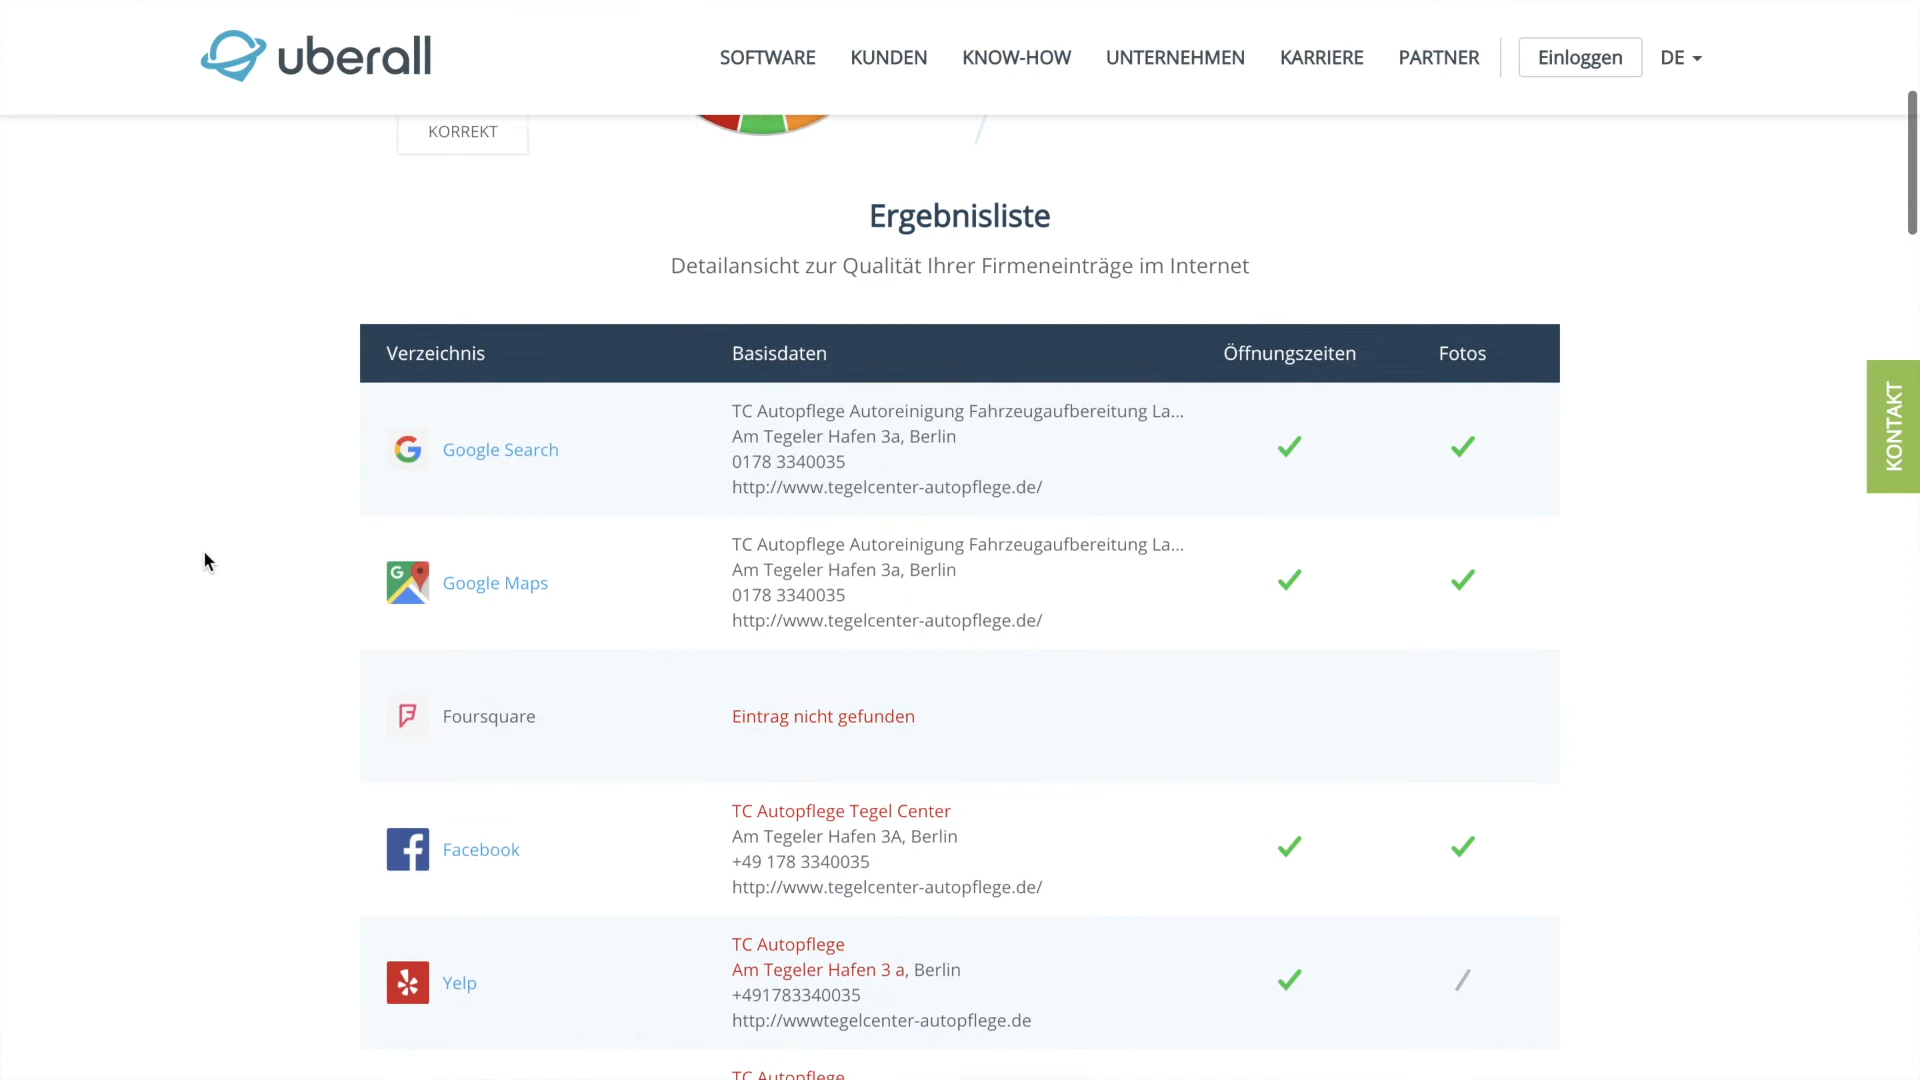 uberall
SOFTWARE KUNDEN KNOW-HOW UNTERNEHMEN KARRIERE PARTNER Einloggen DE
KORREKT
Ergebnisliste
Detailansicht zur Qualität Ihrer Firmeneinträge im Internet
KONTAKT
Verzeichnis Basisdaten Öffnungszeiten Fotos
Google Search
TC Autopflege Autoreinigung Fahrzeugaufbereitung La...
Am Tegeler Hafen 3a, Berlin
0178 3340035
http://www.tegelcenter-autopflege.de/
Google Maps
TC Autopflege Autoreinigung Fahrzeugaufbereitung La...
Am Tegeler Hafen 3a, Berlin
0178 3340035
http://www.tegelcenter-autopflege.de/
Foursquare
Eintrag nicht gefunden
Facebook
TC Autopflege Tegel Center
Am Tegeler Hafen 3A, Berlin
+49 178 3340035
http://www.tegelcenter-autopflege.de/
Yelp
TC Autopflege
Am Tegeler Hafen 3 a, Berlin
+491783340035
http://wwwtegelcenter-autopflege.de
TC Autopflege